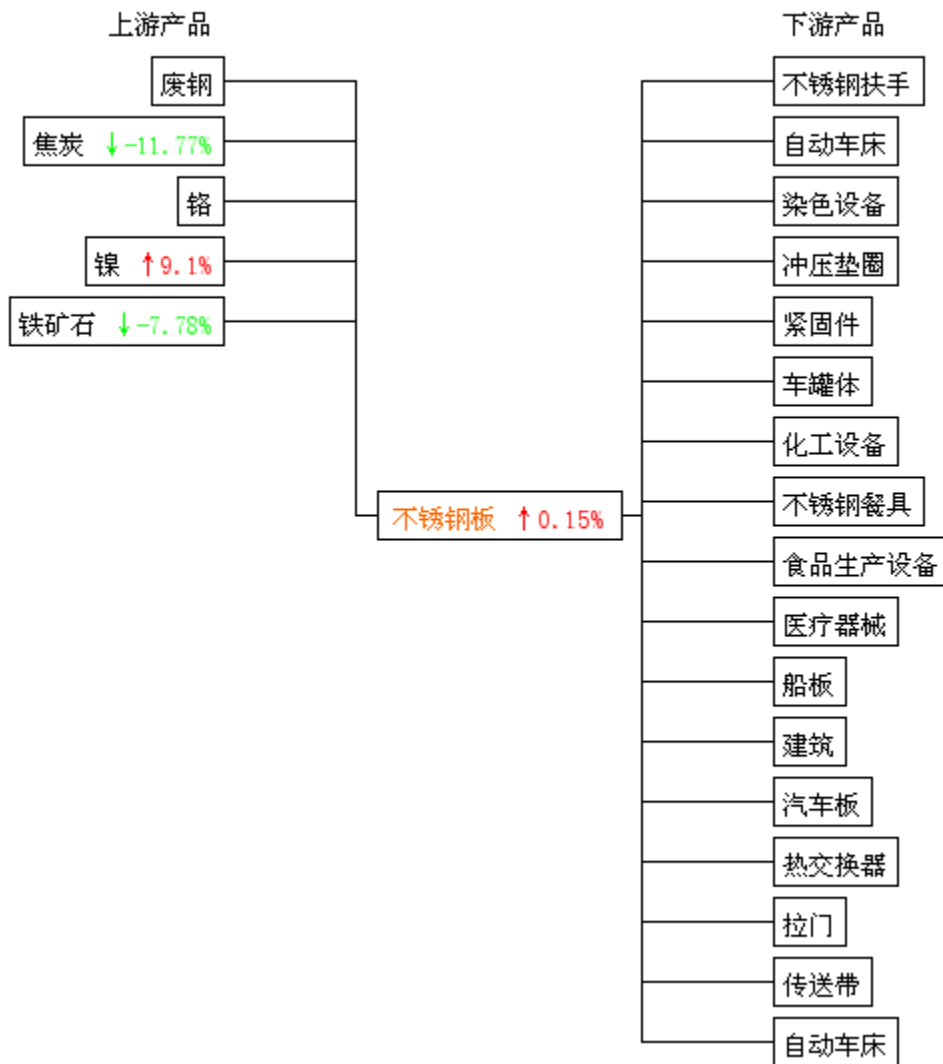 上游产品
废钢
焦炭 ↓-11.77%
铬
镍 ↑9.1%
铁矿石 ↓-7.78%
不锈钢板 ↑0.15%
下游产品
不锈钢扶手
自动车床
染色设备
冲压垫圈
紧固件
车罐体
化工设备
不锈钢餐具
食品生产设备
医疗器械
船板
建筑
汽车板
热交换器
拉门
传送带
自动车床